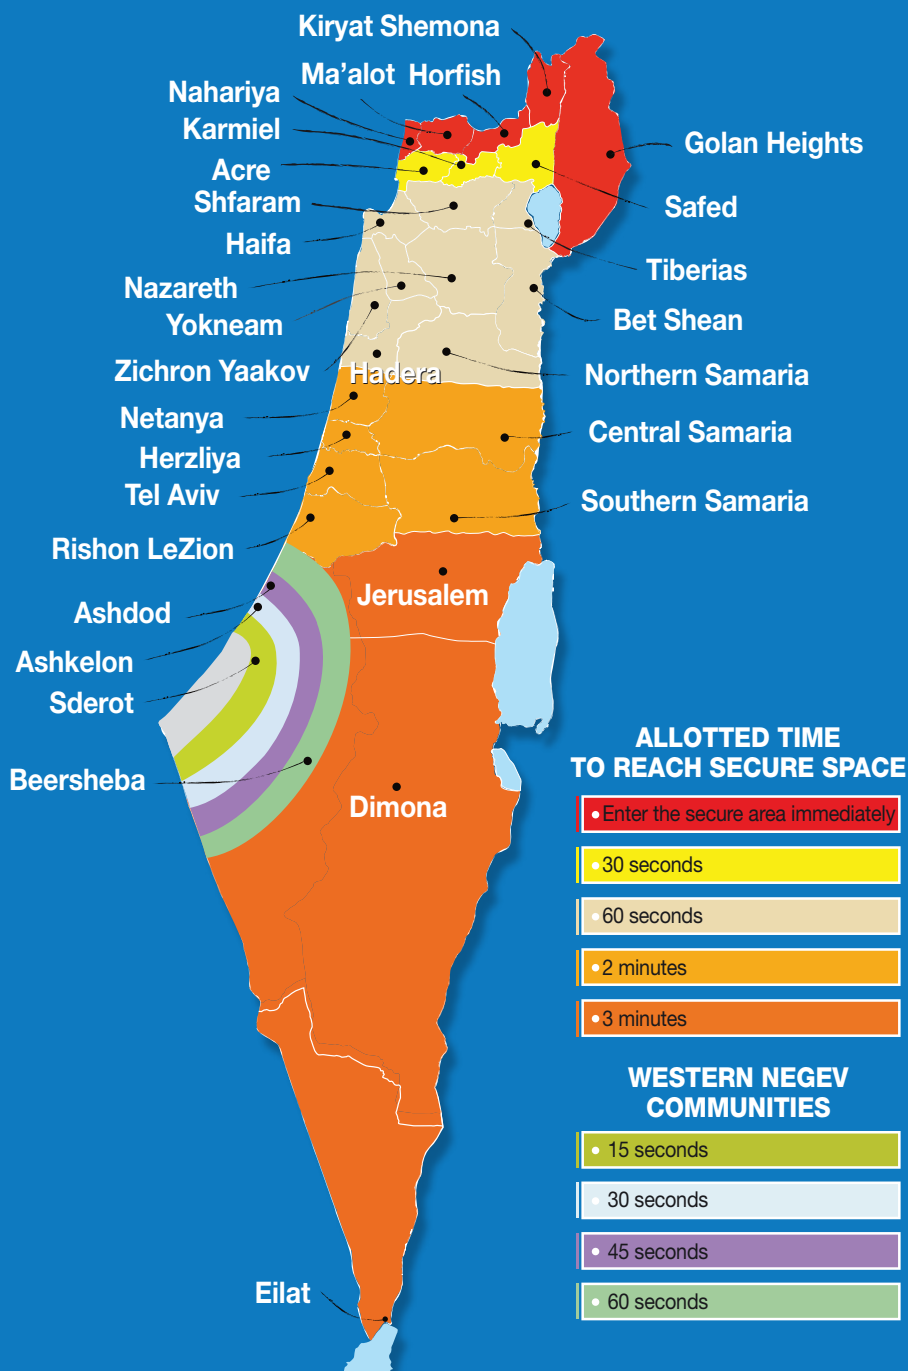 Kiryat Shemona
Ma'alot
Horfish
Nahariya
Karmiel
Golan Heights
Acre
Shfaram
Safed
Haifa
Tiberias
Nazareth
Yokneam
Bet Shean
Zichron Yaakov
Hadera
Northern Samaria
Netanya
Central Samaria
Herzliya
Tel Aviv
Southern Samaria
Rishon LeZion
Jerusalem
Ashdod
Ashkelon
Sderot
Beersheba
Dimona
Eilat
ALLOTTED TIME
TO REACH SECURE SPACE
• Enter the secure area immediately
• 30 seconds
• 60 seconds
• 2 minutes
• 3 minutes
WESTERN NEGEV
COMMUNITIES
• 15 seconds
• 30 seconds
• 45 seconds
• 60 seconds